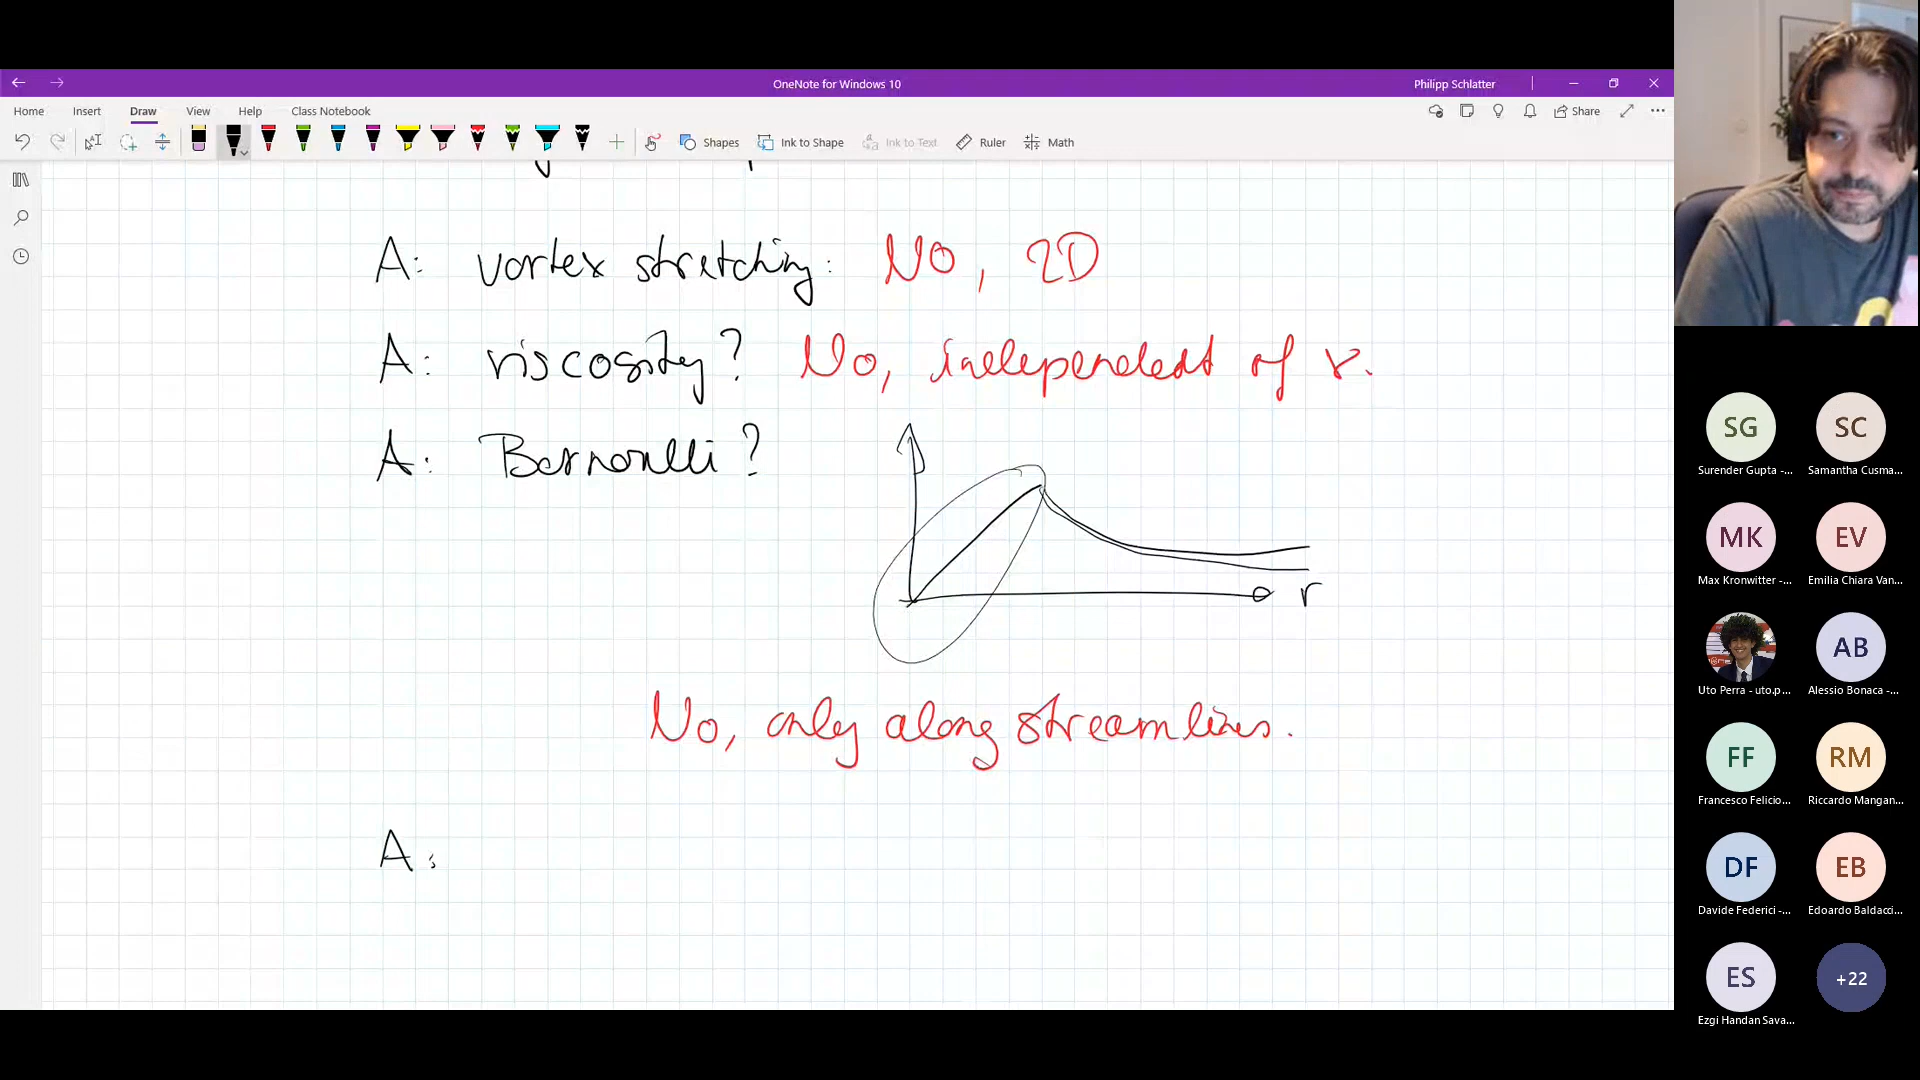 OneNote for Windows 10
Philipp Schlatter
Home Insert Draw View Help Class Notebook
Share
Shapes Ink to Shape Ink to Text Ruler Math
A: vortex stretching: NO, 2D
A: viscosity? No, independent of ν.
A: Bernoulli?
r
No, only along streamlines.
A:
SG SC
Surender Gupta -... Samantha Cusma...
MK EV
Max Kronwitter -... Emilia Chiara Van...
AB
Uto Perra - uto.p... Alessio Bonaca -...
FF RM
Francesco Felicio... Riccardo Mangan...
DF EB
Davide Federici -... Edoardo Baldacci...
ES +22
Ezgi Handan Sava...